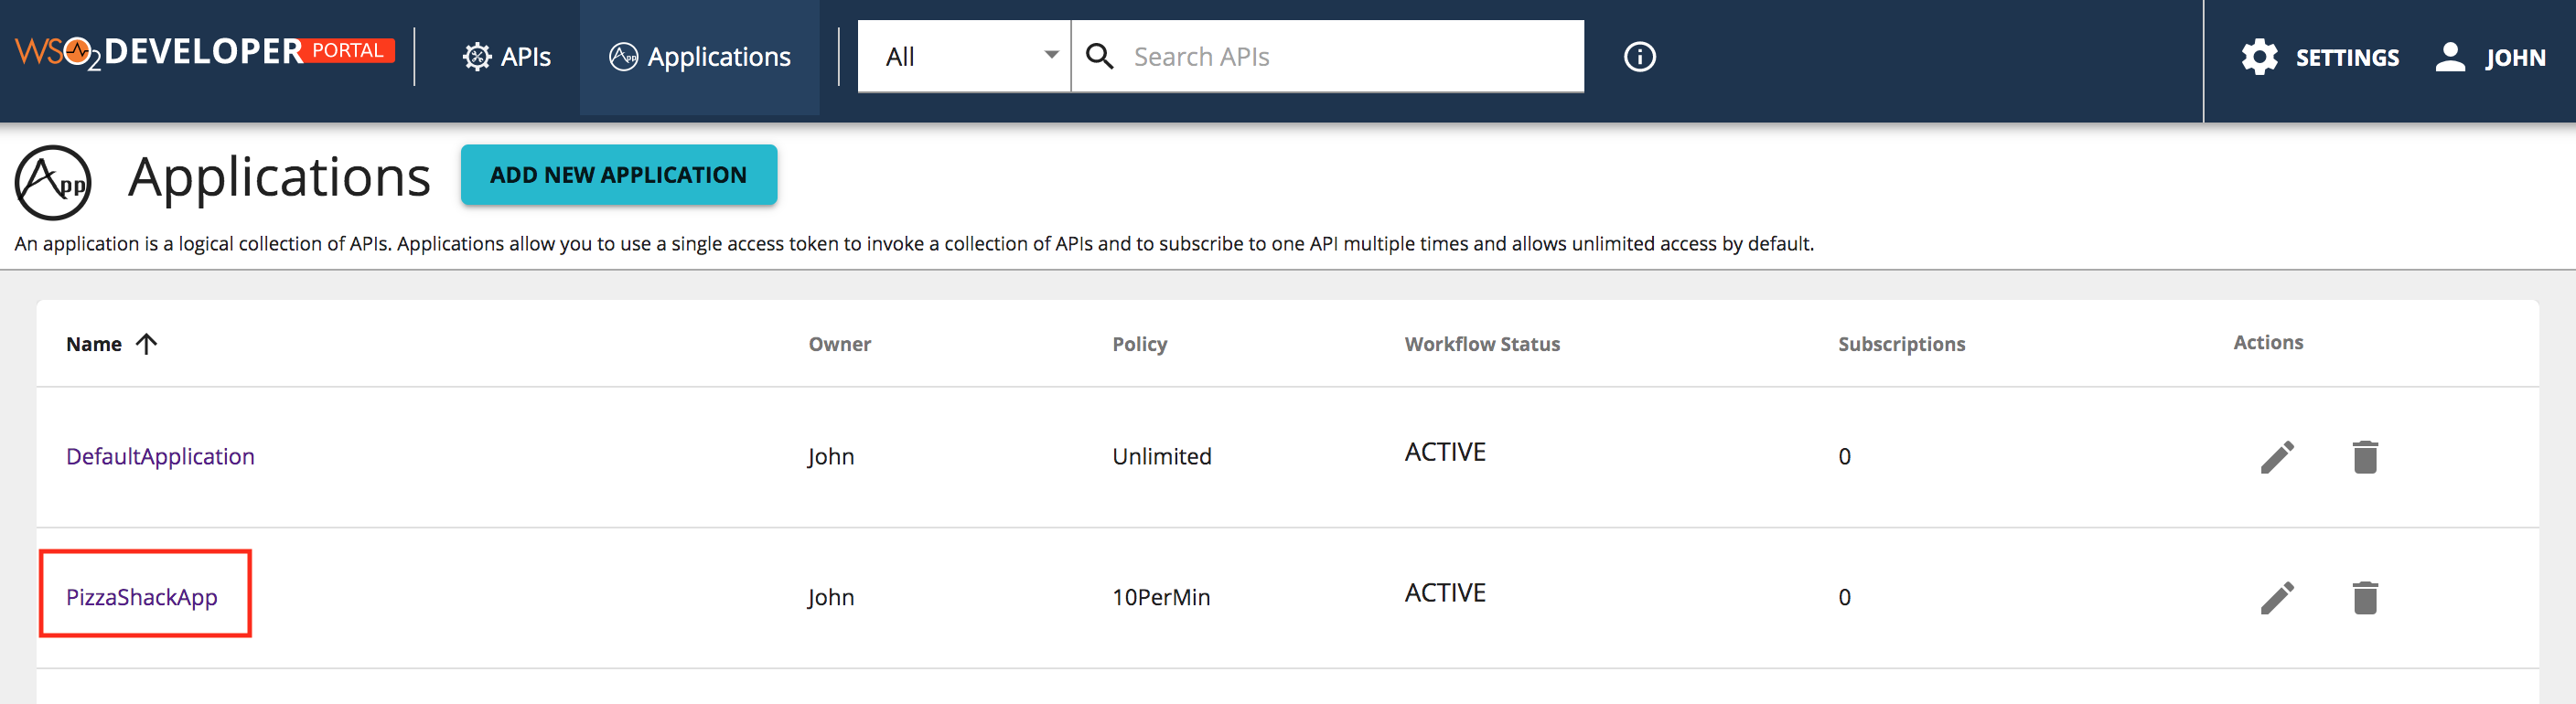 WSO2 DEVELOPER PORTAL APIs App Applications All Search APIs SETTINGS JOHN
App Applications ADD NEW APPLICATION
An application is a logical collection of APIs. Applications allow you to use a single access token to invoke a collection of APIs and to subscribe to one API multiple times and allows unlimited access by default.
Name Owner Policy Workflow Status Subscriptions Actions
DefaultApplication John Unlimited ACTIVE 0
PizzaShackApp John 10PerMin ACTIVE 0